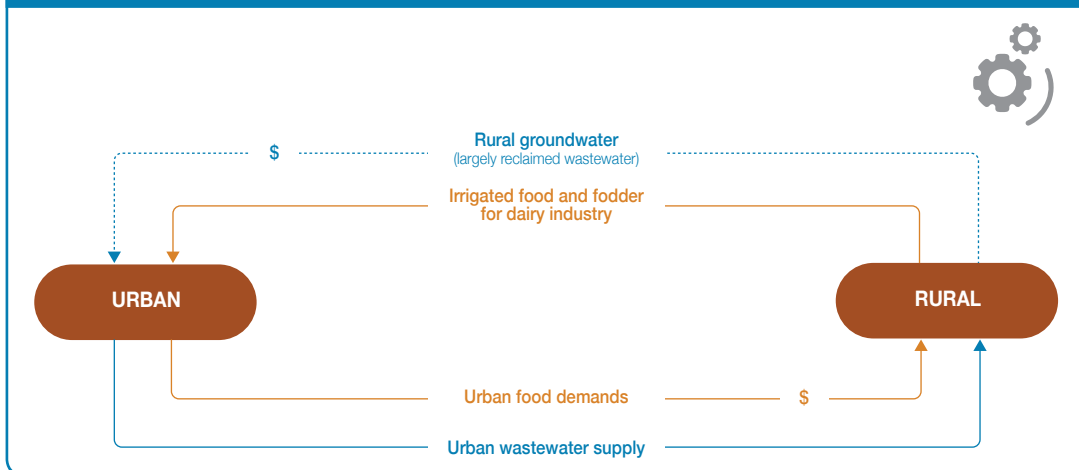 $
Rural groundwater
(largely reclaimed wastewater)
Irrigated food and fodder
for dairy industry
URBAN
RURAL
Urban food demands
$
Urban wastewater supply